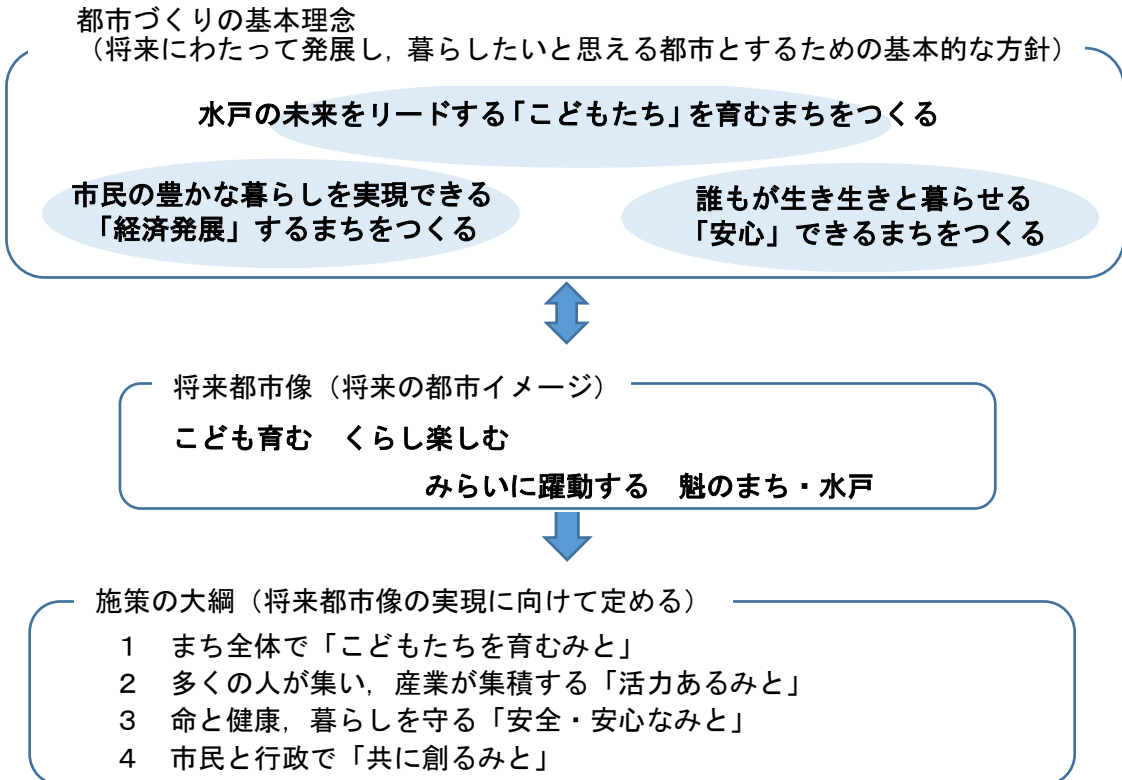 都市づくりの基本理念
（将来にわたって発展し，暮らしたいと思える都市とするための基本的な方針）
水戸の未来をリードする「こどもたち」を育むまちをつくる
市民の豊かな暮らしを実現できる
「経済発展」するまちをつくる
誰もが生き生きと暮らせる
「安心」できるまちをつくる
将来都市像（将来の都市イメージ）
こども育む　くらし楽しむ
みらいに躍動する　魁のまち・水戸
施策の大綱（将来都市像の実現に向けて定める）
１　まち全体で「こどもたちを育むみと」
２　多くの人が集い，産業が集積する「活力あるみと」
３　命と健康，暮らしを守る「安全・安心なみと」
４　市民と行政で「共に創るみと」